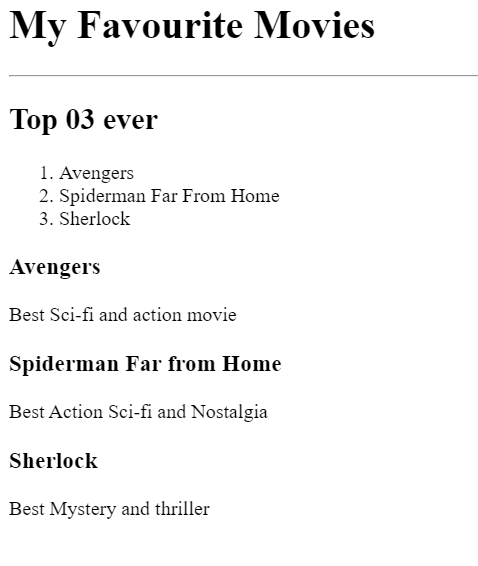 My Favourite Movies
Top 03 ever
1. Avengers
2. Spiderman Far From Home
3. Sherlock
Avengers
Best Sci-fi and action movie
Spiderman Far from Home
Best Action Sci-fi and Nostalgia
Sherlock
Best Mystery and thriller